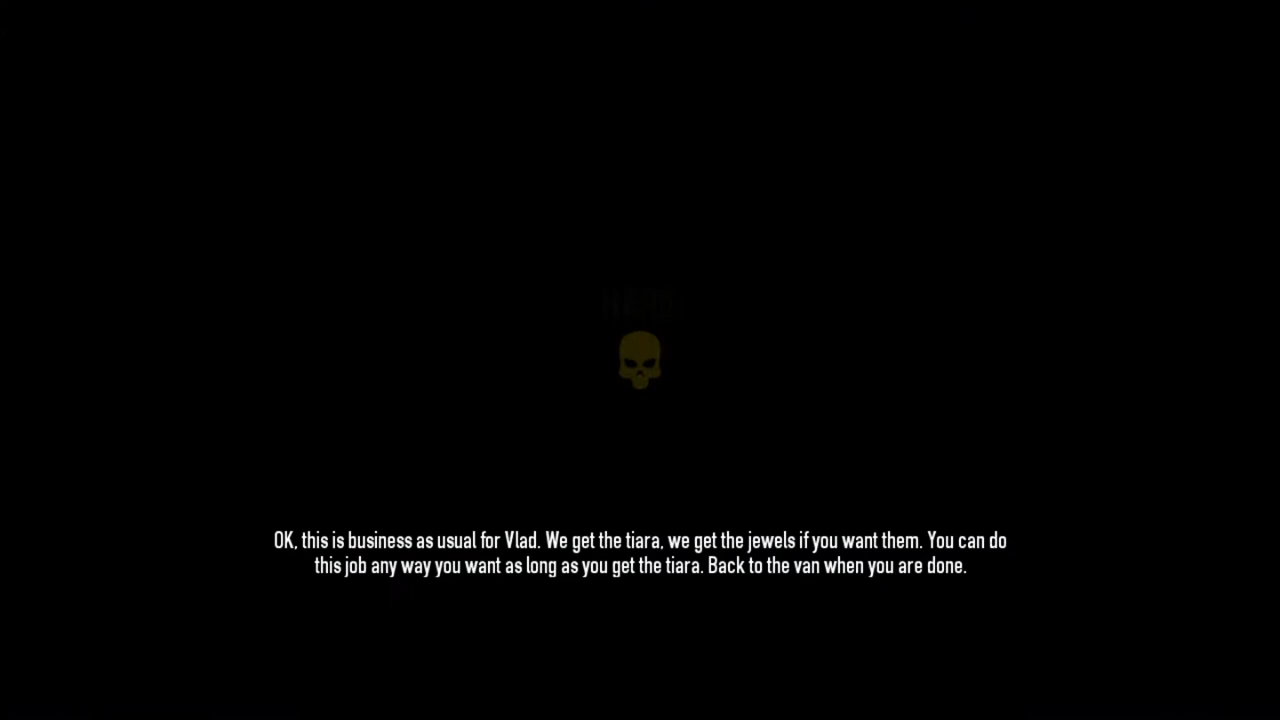 OK, this is business as usual for Vlad. We get the tiara, we get the jewels if you want them. You can do
this job any way you want as long as you get the tiara. Back to the van when you are done.